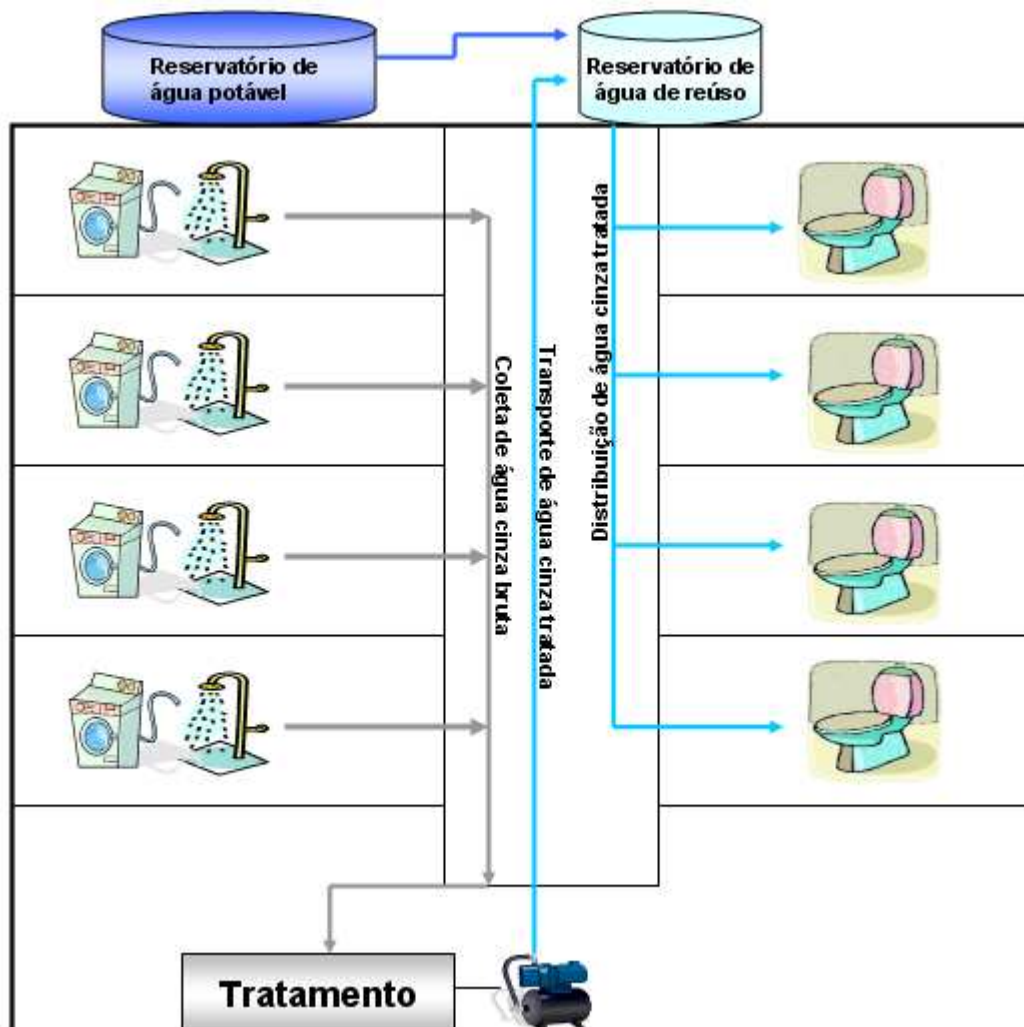 Reservatório de
água potável
Reservatório de
água de reúso
Coleta de água cinza bruta
Transporte de água cinza tratada
Distribuição de água cinza tratada
Tratamento